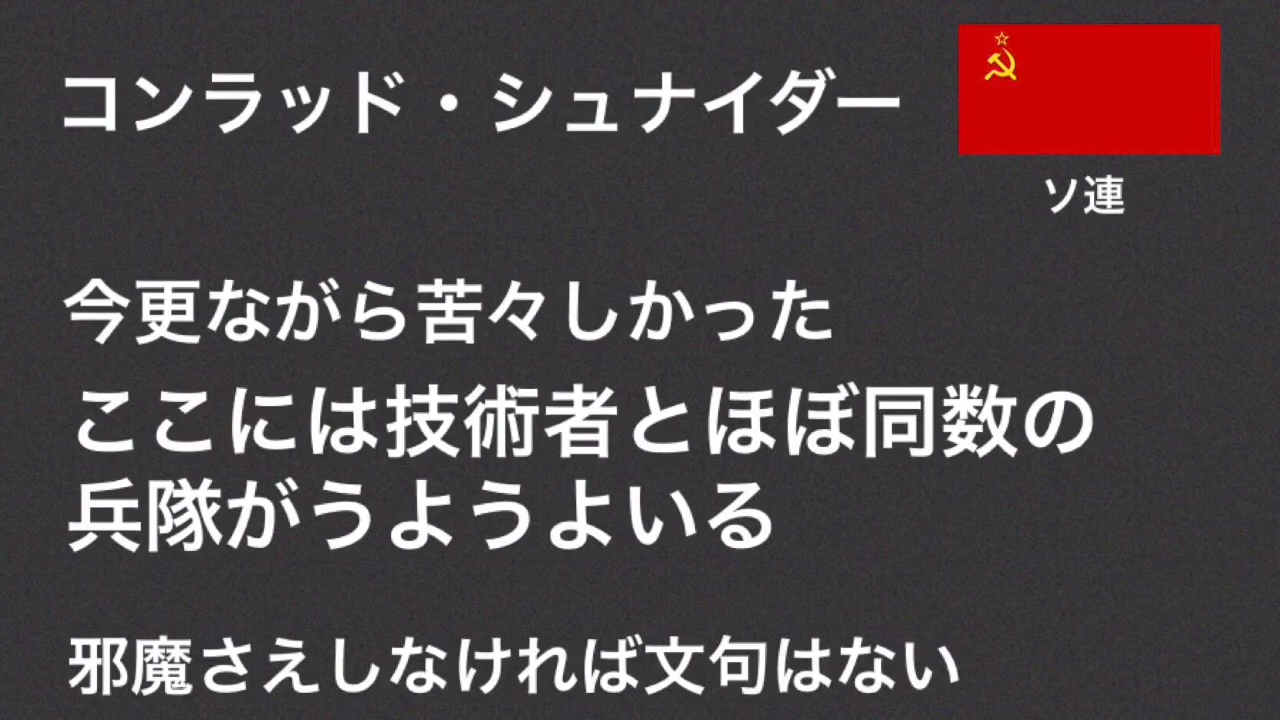 コンラッド・シュナイダー
ソ連
今更ながら苦々しかった
ここには技術者とほぼ同数の
兵隊がうようよいる
邪魔さえしなければ文句はない